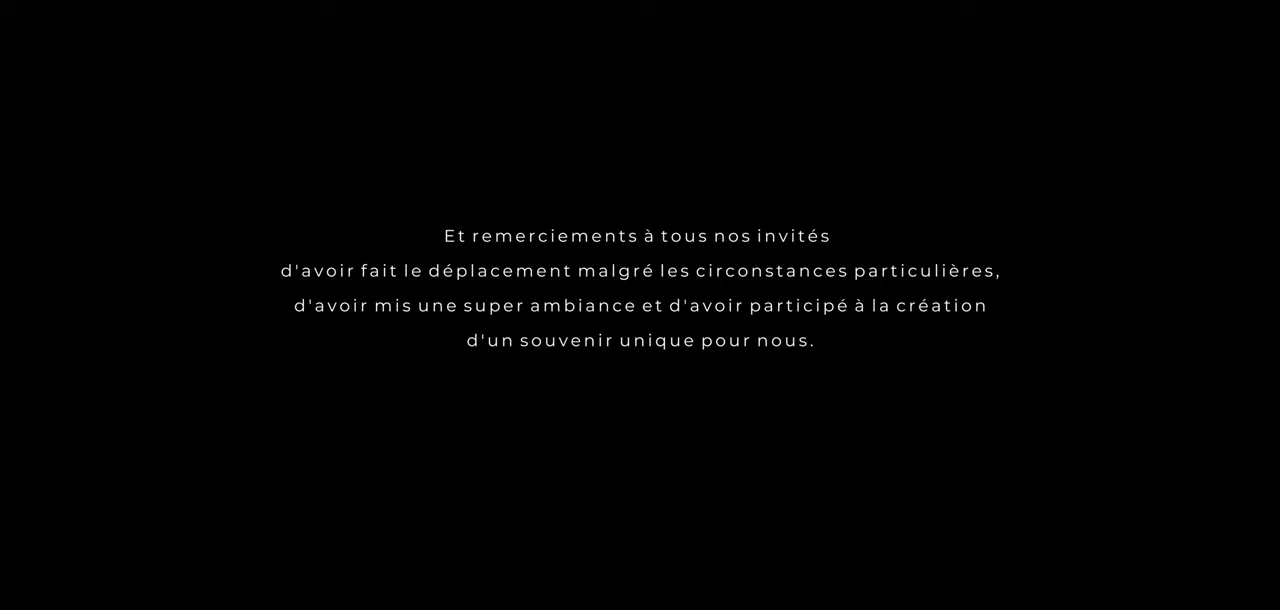 Et remerciements à tous nos invités
d'avoir fait le déplacement malgré les circonstances particulières,
d'avoir mis une super ambiance et d'avoir participé à la création
d'un souvenir unique pour nous.